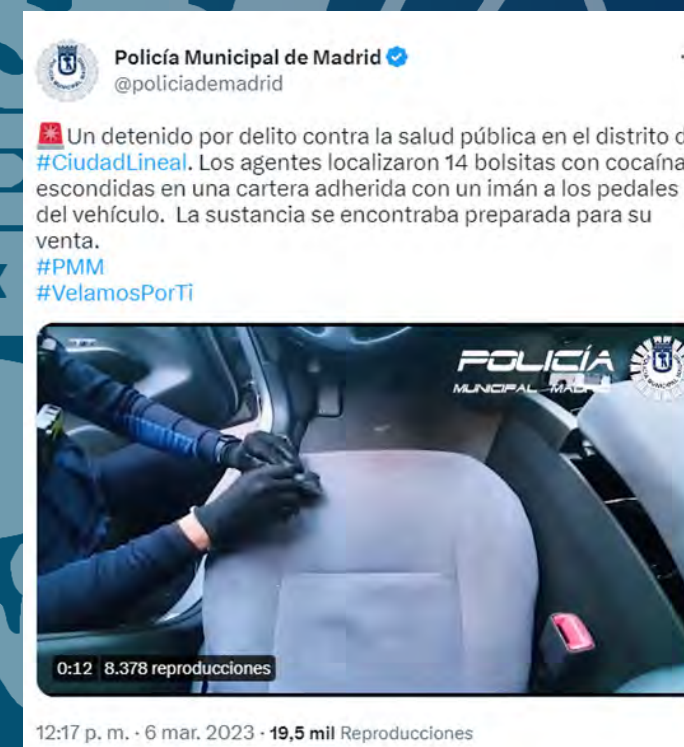 Policía Municipal de Madrid
@policiademadrid
Un detenido por delito contra la salud pública en el distrito d
#CiudadLineal. Los agentes localizaron 14 bolsitas con cocaína
escondidas en una cartera adherida con un imán a los pedales
del vehículo. La sustancia se encontraba preparada para su
venta.
#PMM
#VelamosPorTi
POLICÍA
MUNICIPAL MADRID
0:12 8.378 reproducciones
12:17 p. m. · 6 mar. 2023 · 19,5 mil Reproducciones